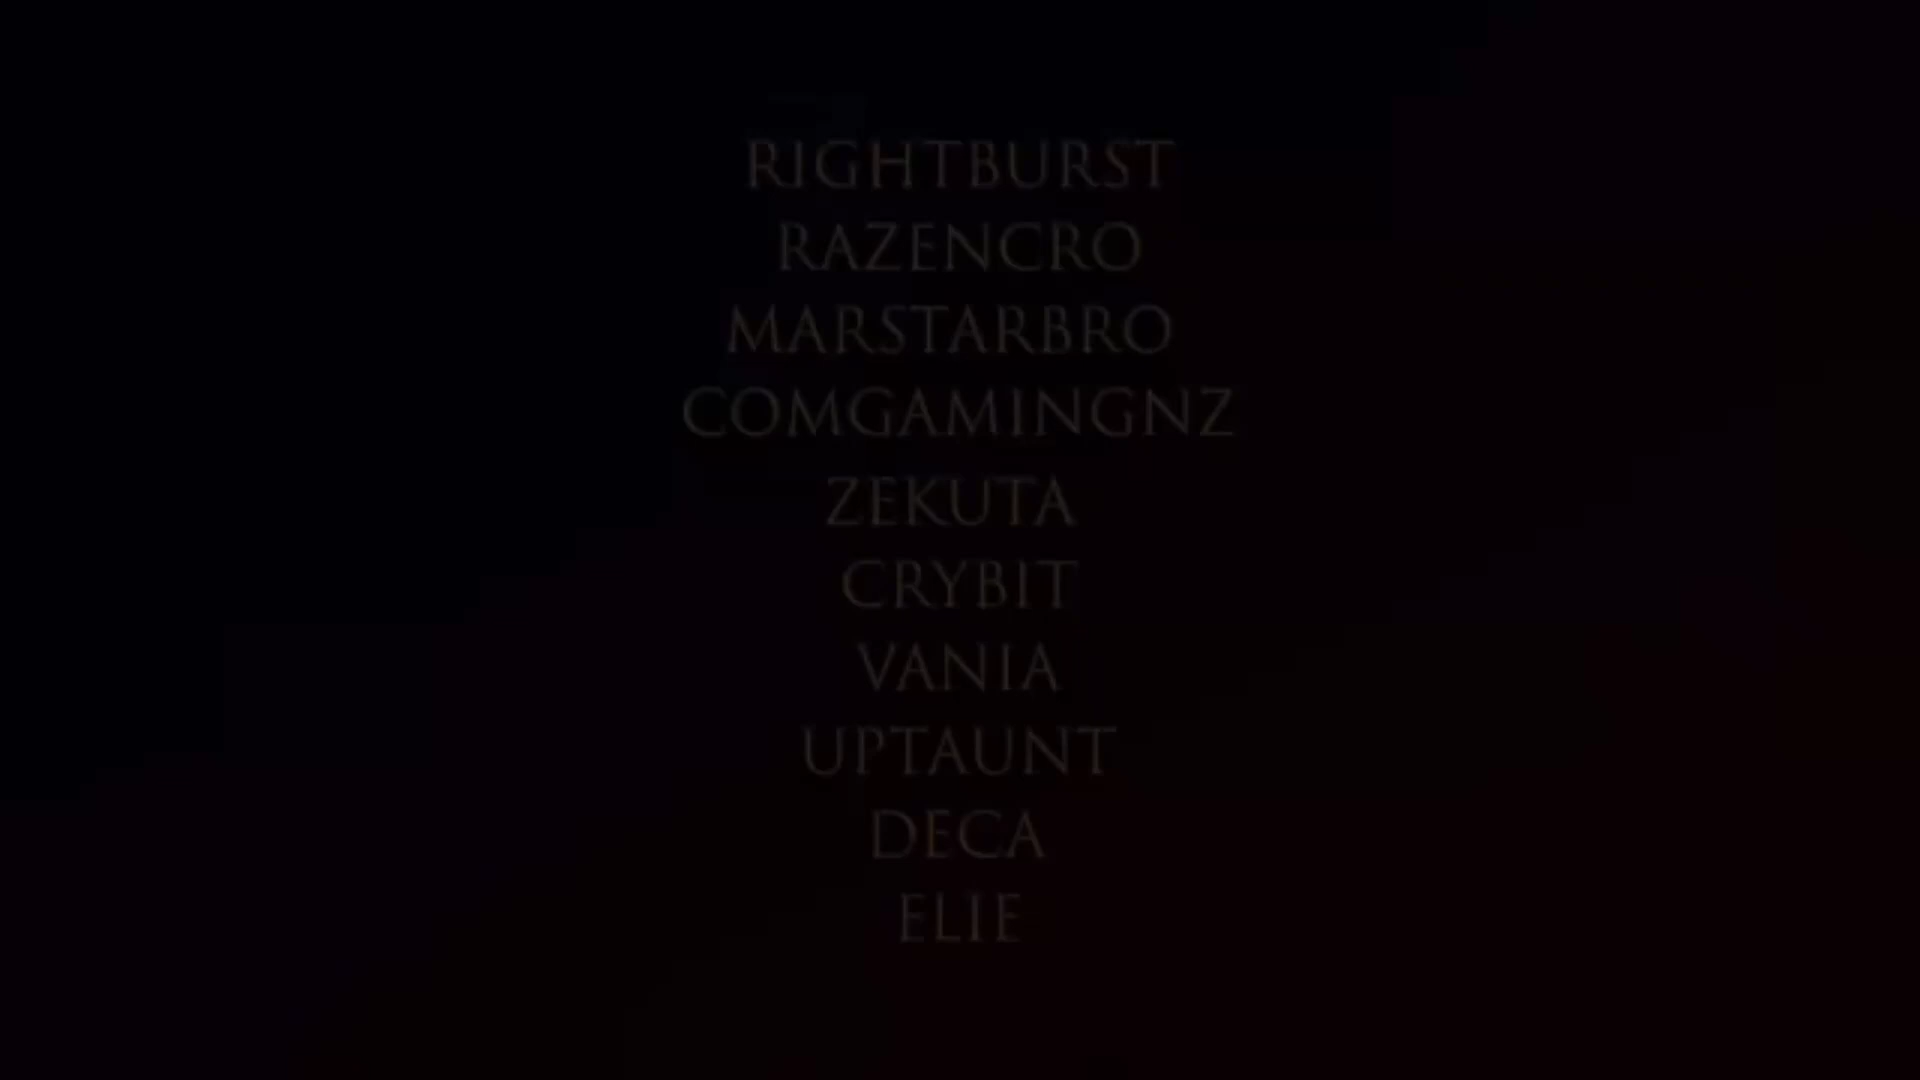 RIGHTBURST
RAZENCRO
MARSTARBRO
COMGAMINGNZ
ZEKUTA
CRYBIT
VANIA
UPTAUNT
DECA
ELIE